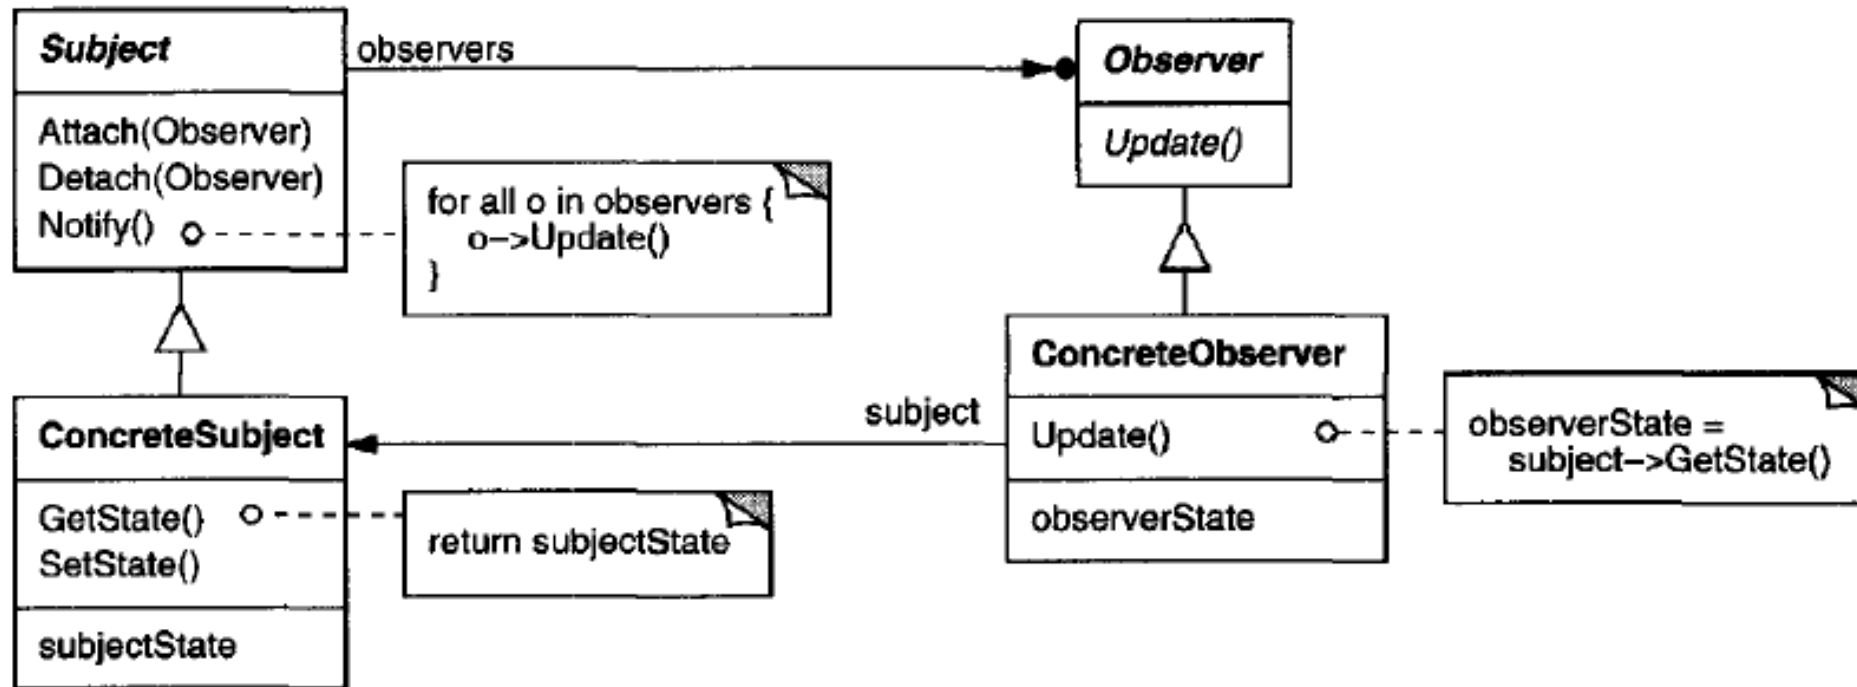 Subject
observers
Observer
Attach(Observer)
Detach(Observer)
Notify()
for all o in observers {
o->Update()
}
Update()
ConcreteSubject
GetState()
SetState()
subjectState
return subjectState
subject
ConcreteObserver
Update()
observerState
observerState =
subject->GetState()